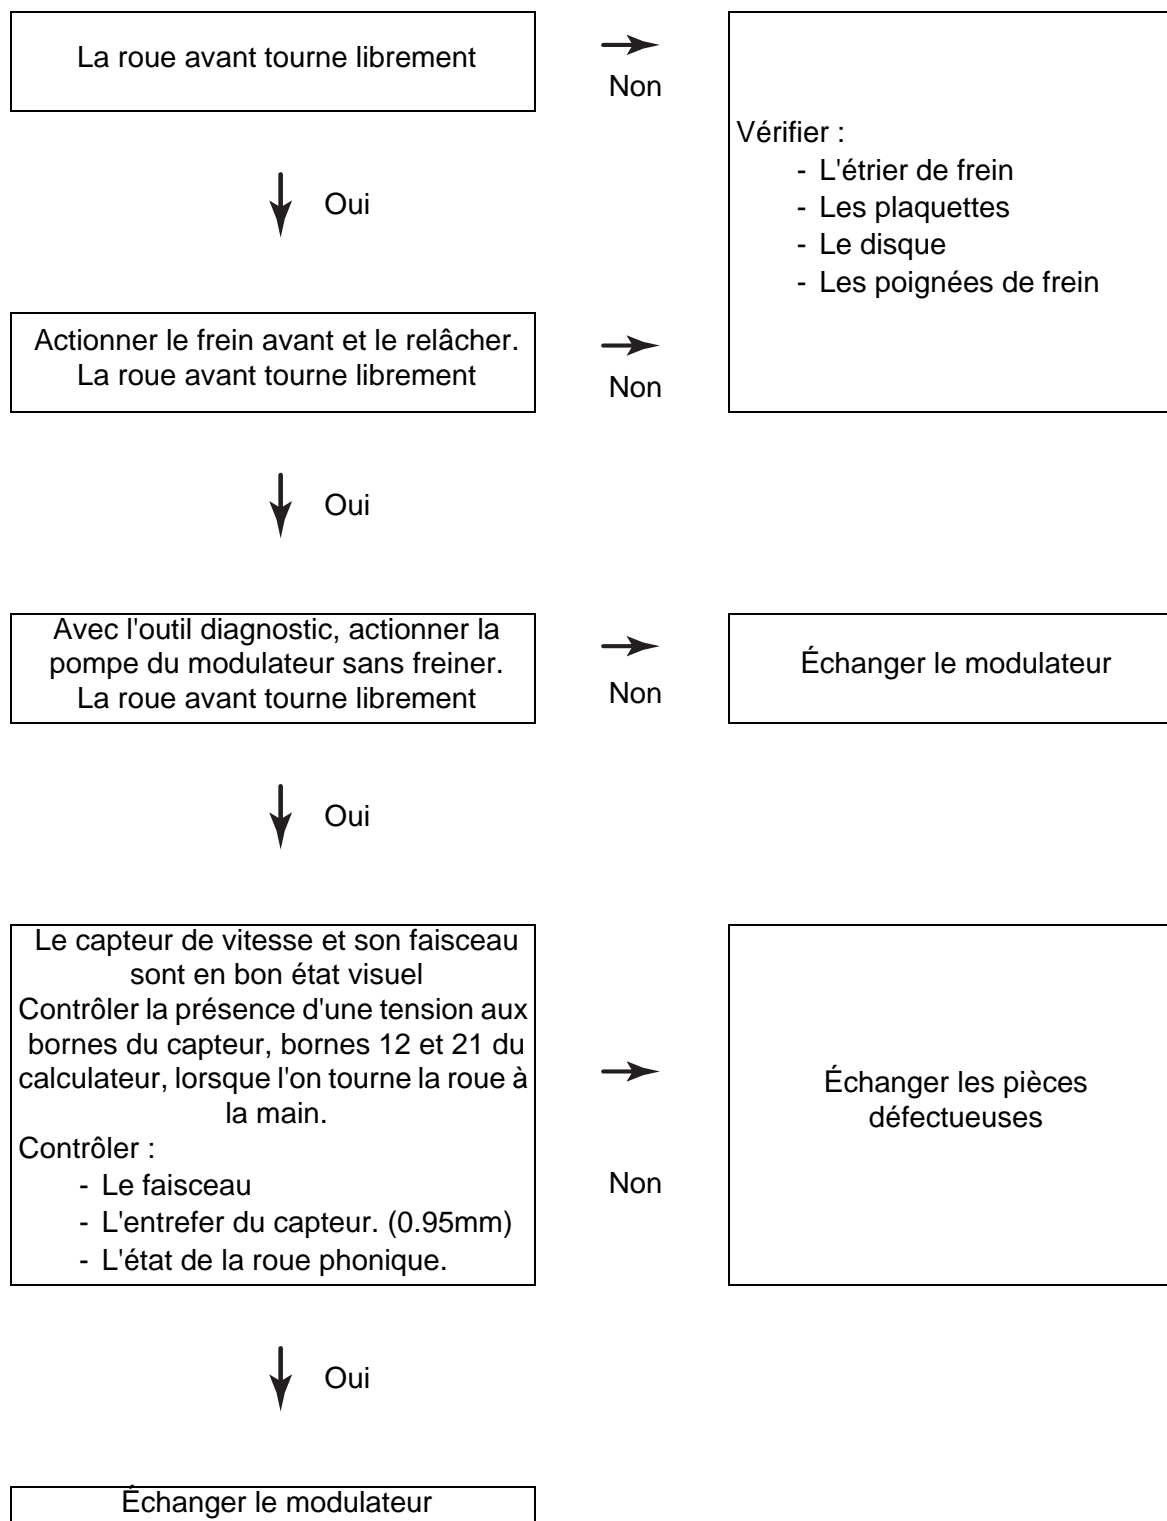 La roue avant tourne librement
Non
Vérifier :
- L'étrier de frein
- Les plaquettes
- Le disque
- Les poignées de frein
Oui
Actionner le frein avant et le relâcher.
La roue avant tourne librement
Non
Oui
Avec l'outil diagnostic, actionner la
pompe du modulateur sans freiner.
La roue avant tourne librement
Non
Échanger le modulateur
Oui
Le capteur de vitesse et son faisceau
sont en bon état visuel
Contrôler la présence d'une tension aux
bornes du capteur, bornes 12 et 21 du
calculateur, lorsque l'on tourne la roue à
la main.
Contrôler :
- Le faisceau
- L'entrefer du capteur. (0.95mm)
- L'état de la roue phonique.
Non
Échanger les pièces
défectueuses
Oui
Échanger le modulateur